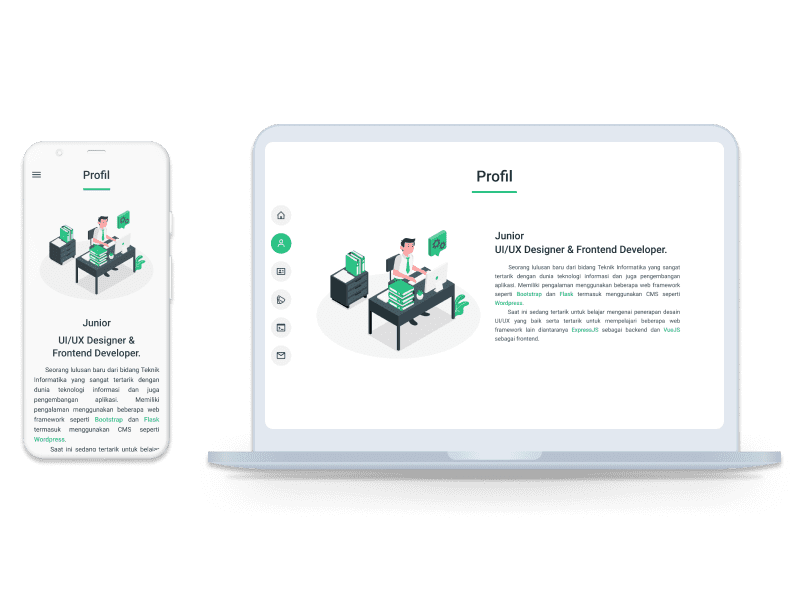 Profil
Junior
UI/UX Designer &
Frontend Developer.
Seorang lulusan baru dari bidang Teknik
Informatika yang sangat tertarik dengan
dunia teknologi informasi dan juga
pengembangan aplikasi. Memiliki
pengalaman menggunakan beberapa web
framework seperti Bootstrap dan Flask
termasuk menggunakan CMS seperti
Wordpress.
Saat ini sedang tertarik untuk belajar
Profil
Junior
UI/UX Designer & Frontend Developer.
Seorang lulusan baru dari bidang Teknik Informatika yang sangat
tertarik dengan dunia teknologi informasi dan juga pengembangan
aplikasi. Memiliki pengalaman menggunakan beberapa web framework
seperti Bootstrap dan Flask termasuk menggunakan CMS seperti
Wordpress.
Saat ini sedang tertarik untuk belajar mengenai penerapan desain
UI/UX yang baik serta tertarik untuk mempelajari beberapa web
framework lain diantaranya ExpressJS sebagai backend dan VueJS
sebagai frontend.